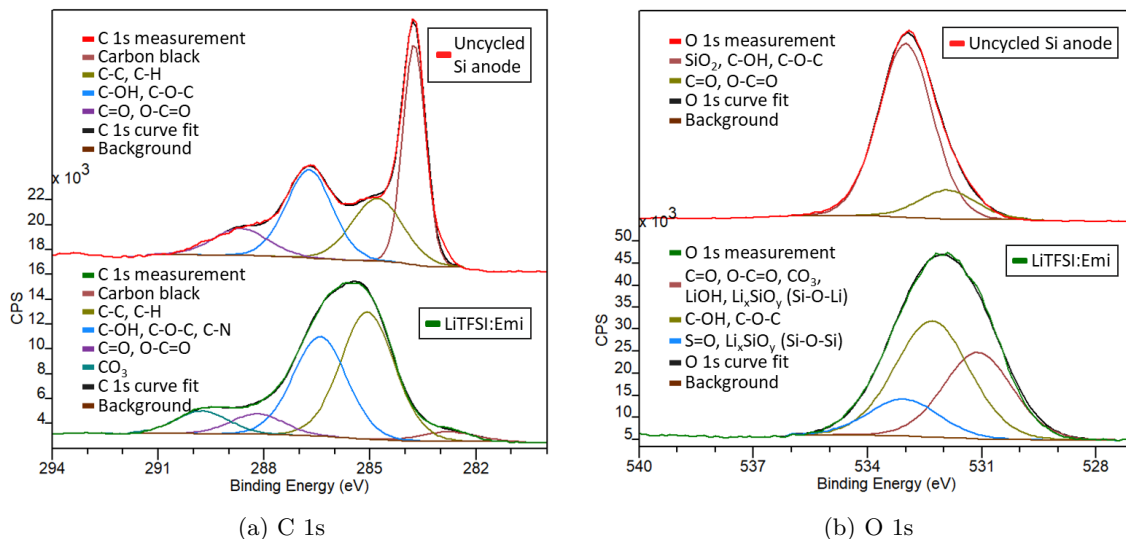 C 1s measurement
Carbon black
C-C, C-H
C-OH, C-O-C
C=O, O-C=O
C 1s curve fit
Background
Uncycled
Si anode
x 10³
22
20
18
16
14
12
10
8
6
4
CPS
C 1s measurement
Carbon black
C-C, C-H
C-OH, C-O-C, C-N
C=O, O-C=O
CO₃
C 1s curve fit
Background
LiTFSI:Emi
294
291
288
285
282
Binding Energy (eV)
(a) C 1s
O 1s measurement
SiO₂, C-OH, C-O-C
C=O, O-C=O
O 1s curve fit
Background
Uncycled Si anode
x 10³
50
45
40
35
30
25
20
15
10
5
CPS
O 1s measurement
C=O, O-C=O, CO₃,
LiOH, LiₓSiOᵧ (Si-O-Li)
C-OH, C-O-C
S=O, LiₓSiOᵧ (Si-O-Si)
O 1s curve fit
Background
LiTFSI:Emi
540
537
534
531
528
Binding Energy (eV)
(b) O 1s